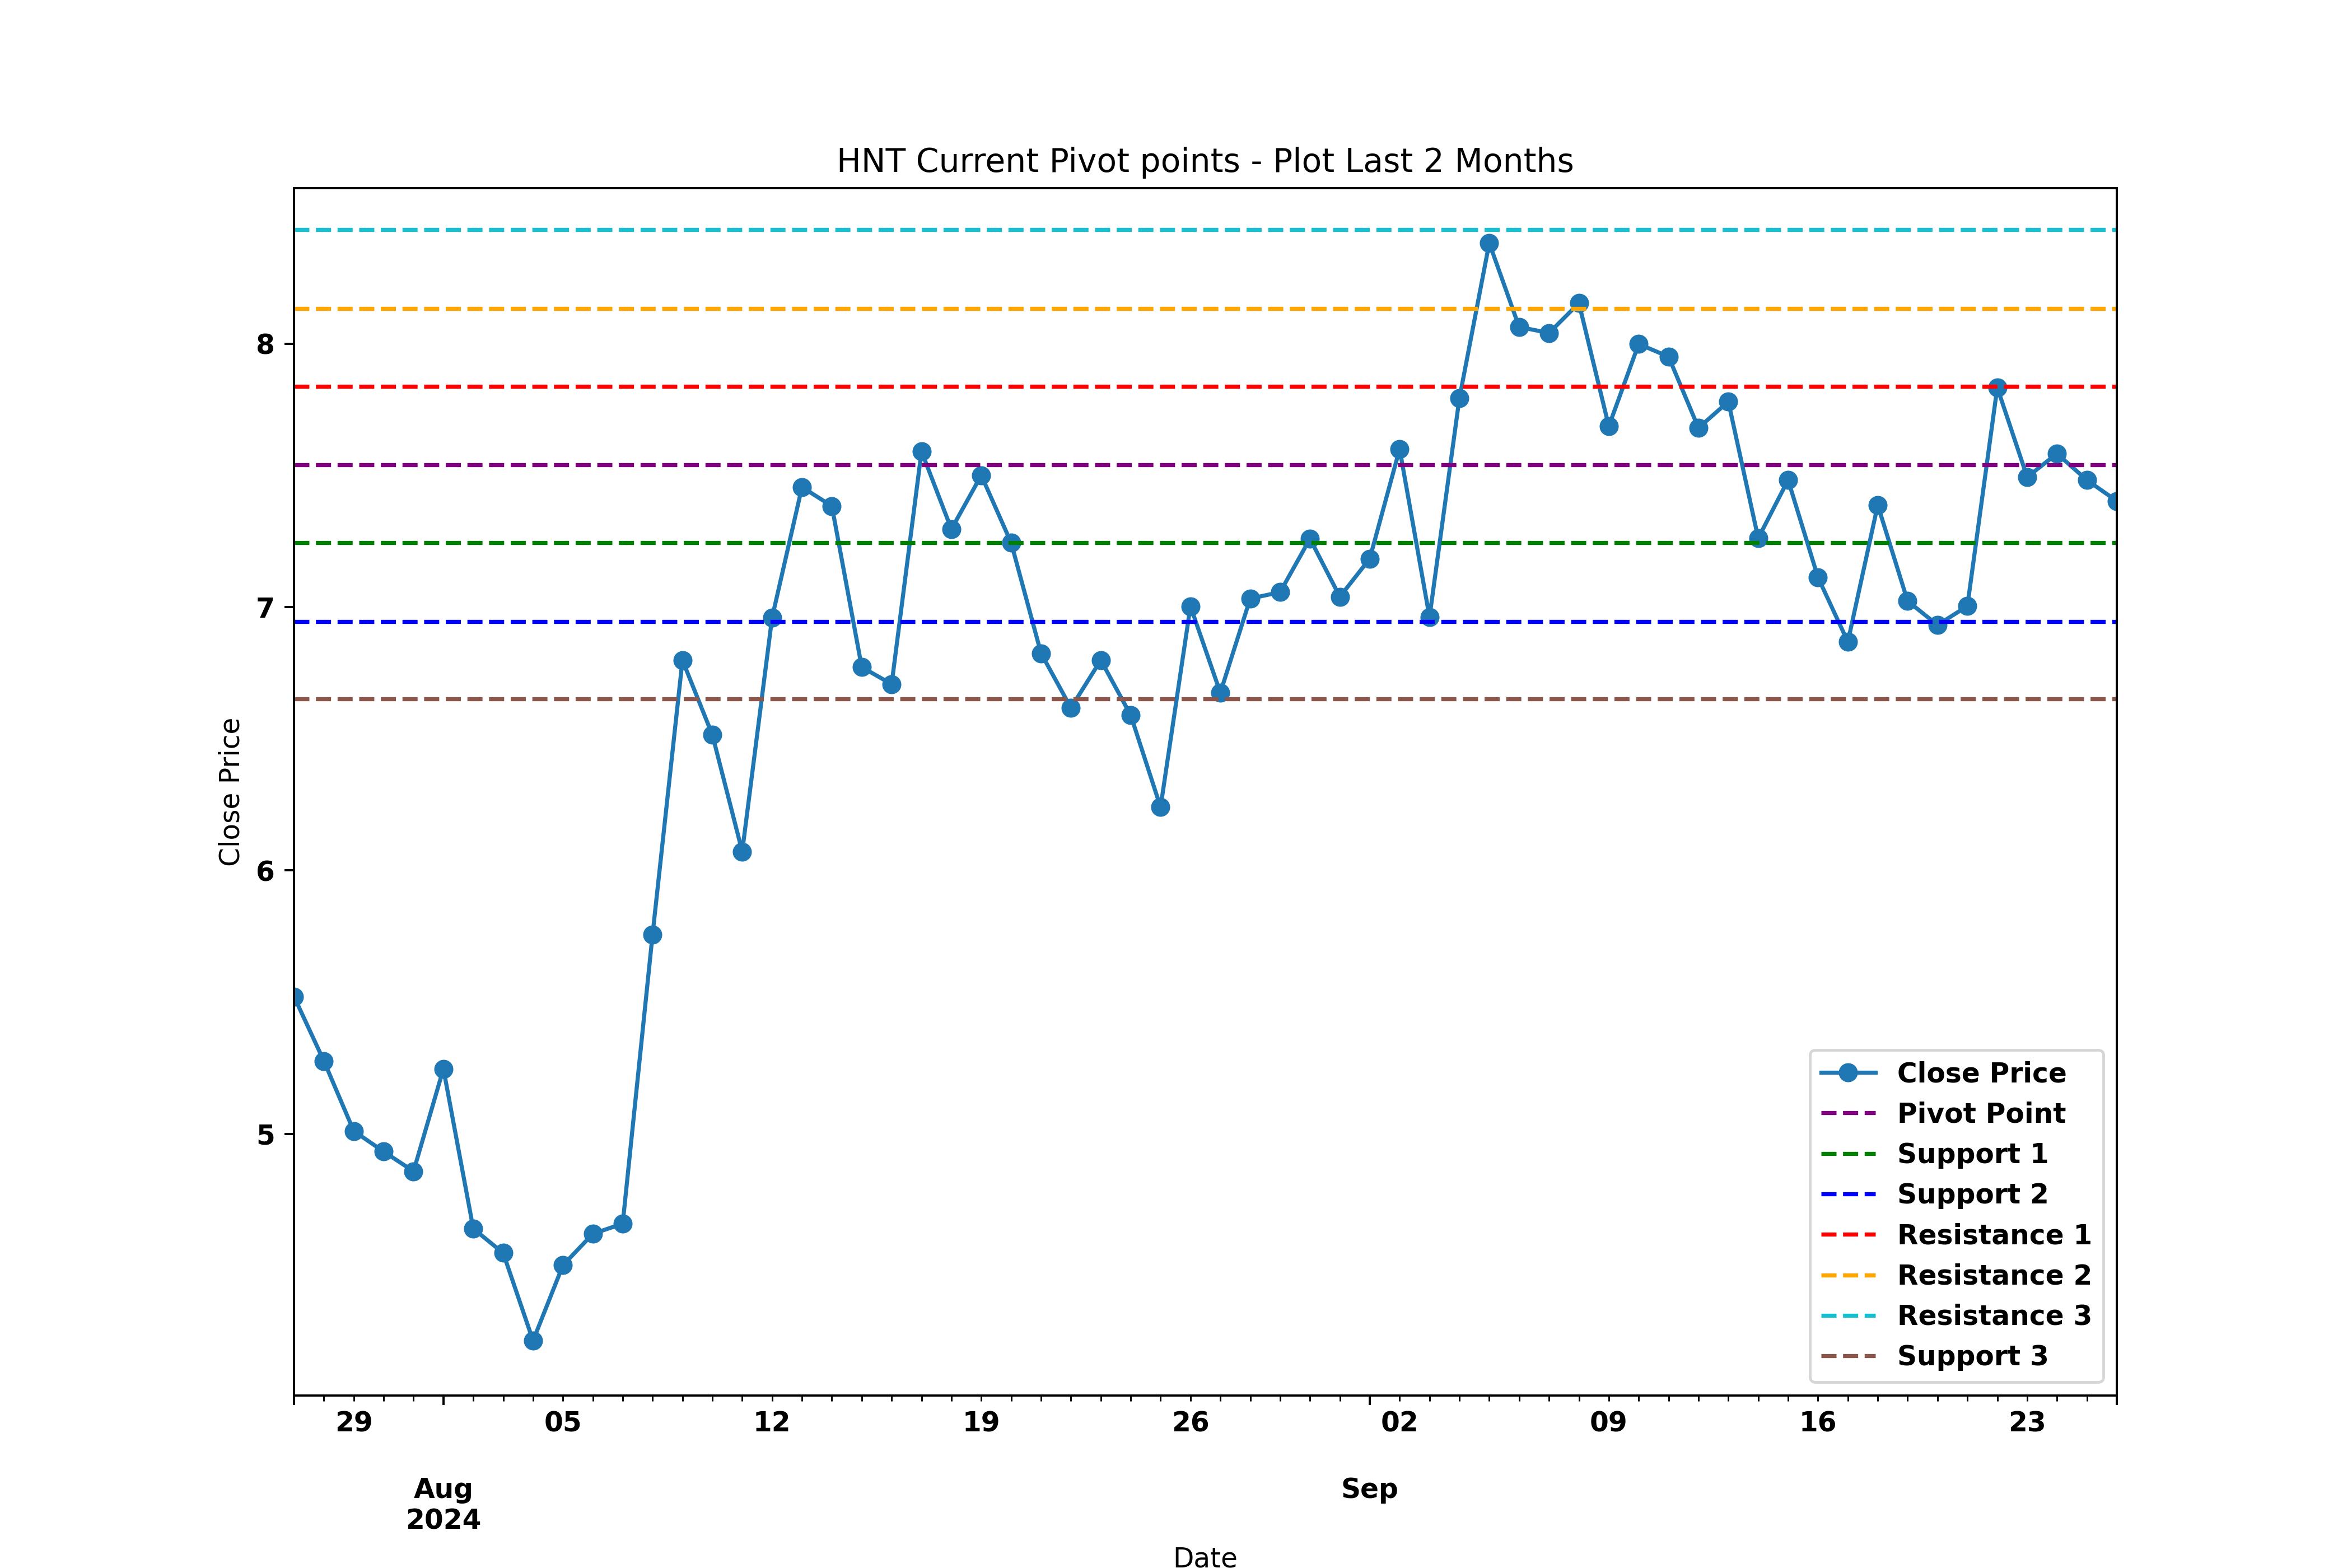 HNT Current Pivot points - Plot Last 2 Months
8
7
6
5
Close Price
Close Price
Pivot Point
Support 1
Support 2
Resistance 1
Resistance 2
Resistance 3
Support 3
29 05 12 19 26 02 09 16 23
Aug Sep
2024
Date